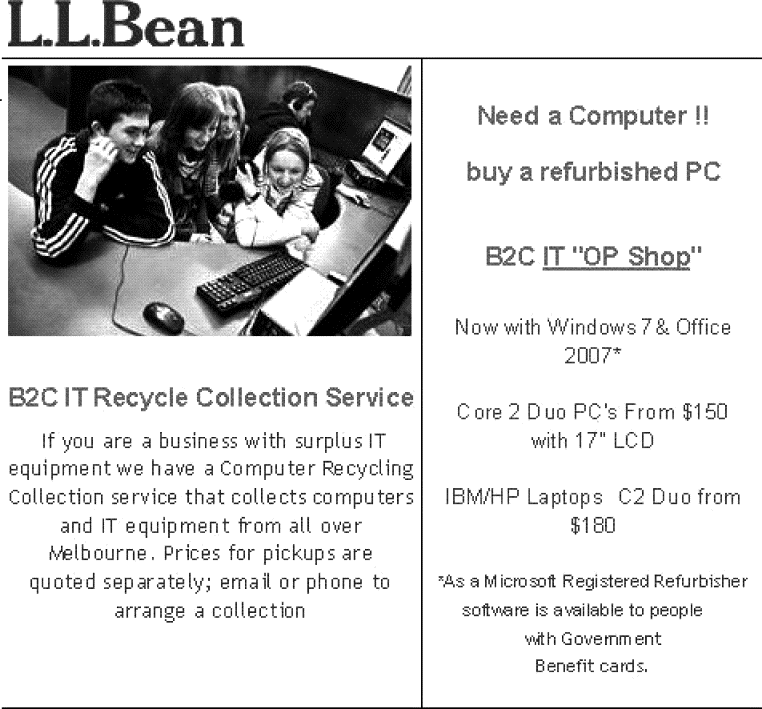 L.L.Bean
B2C IT Recycle Collection Service
If you are a business with surplus IT
equipment we have a Computer Recycling
Collection service that collects computers
and IT equipment from all over
Melbourne. Prices for pickups are
quoted separately; email or phone to
arrange a collection
Need a Computer !!
buy a refurbished PC
B2C IT "OP Shop"
Now with Windows 7 & Office
2007*
Core 2 Duo PC's From $150
with 17" LCD
IBM/HP Laptops C2 Duo from
$180
*As a Microsoft Registered Refurbisher
software is available to people
with Government
Benefit cards.